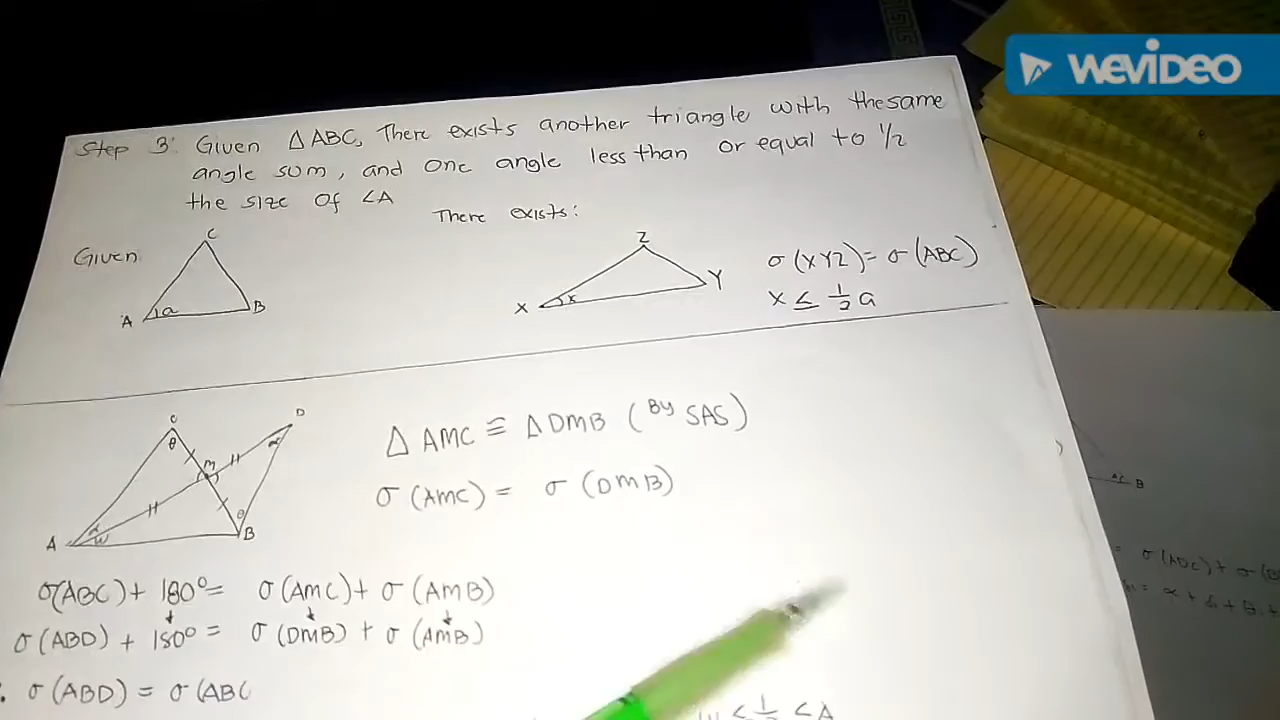 WEVIDEO
Step 3: Given △ABC, There exists another triangle with the same
angle sum, and one angle less than or equal to 1/2
the size of <A
There exists:
Given
C
A
a
B
Z
X
x
Y
σ (XYZ) = σ (ABC)
x ≤ 1/2 a
C
D
θ
M
α
α
θ
A
w
B
△ AMC ≅ △ DMB (By SAS)
σ (AMC) = σ (DMB)
σ(ABC) + 180° = σ (AMC) + σ (AMB)
σ (ABD) + 180° = σ (DMB) + σ (AMB)
σ (ABD) = σ (ABC
≤ 1/2 <A
B